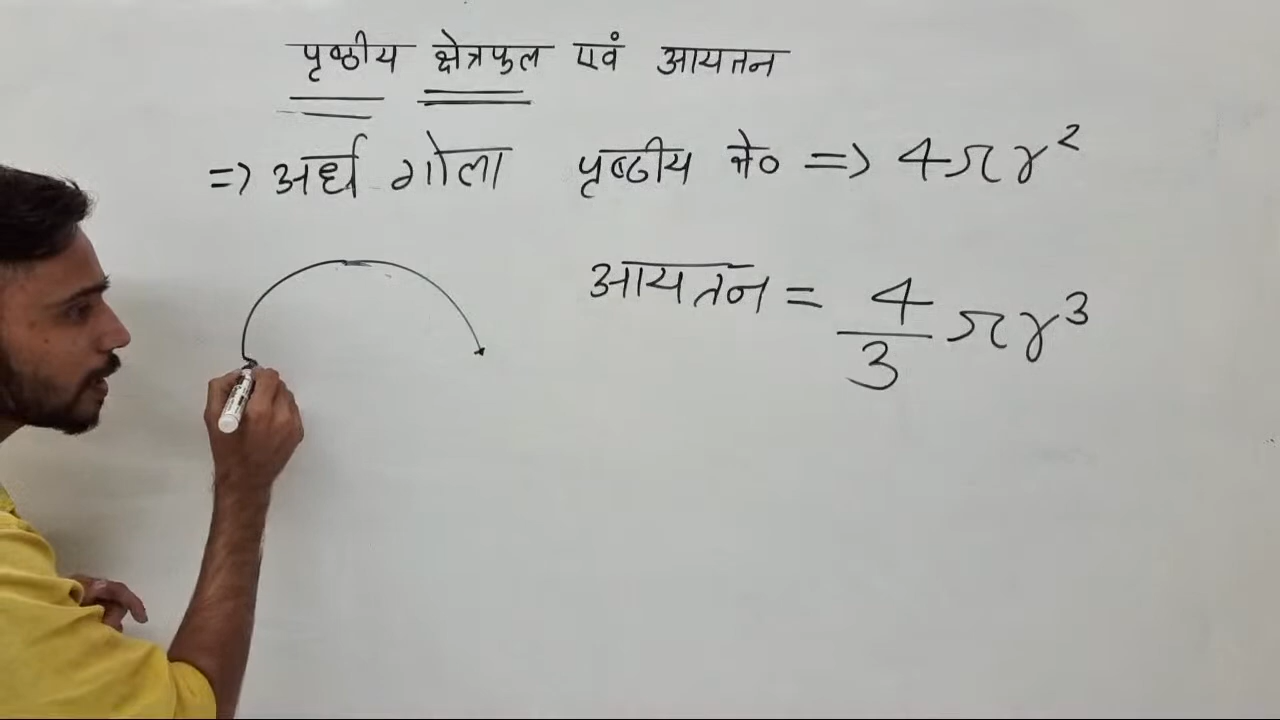 पृष्ठीय क्षेत्रफल एवं आयतन
=> अर्ध गोला पृष्ठीय क्षे० => 4πr²
आयतन = 4/3 πr³